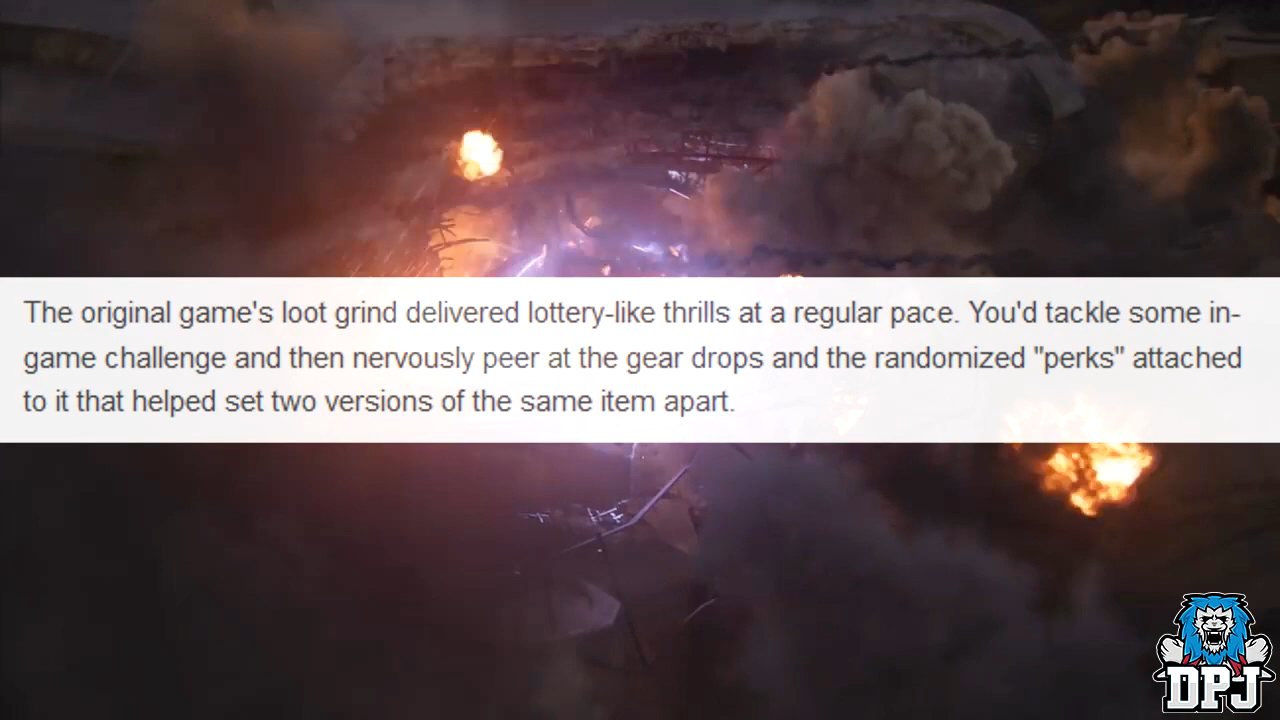 The original game's loot grind delivered lottery-like thrills at a regular pace. You'd tackle some in-
game challenge and then nervously peer at the gear drops and the randomized "perks" attached
to it that helped set two versions of the same item apart.
DPJ